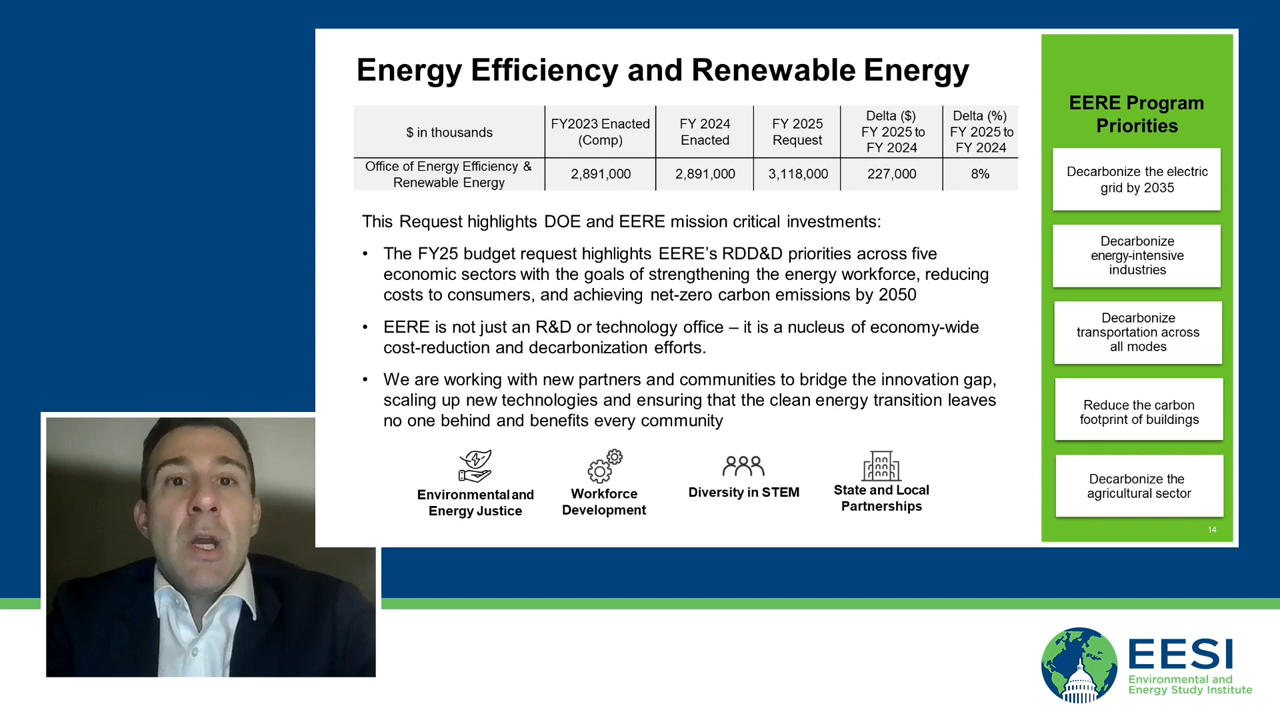 Energy Efficiency and Renewable Energy
$ in thousands
FY2023 Enacted
(Comp)
FY 2024
Enacted
FY 2025
Request
Delta ($)
FY 2025 to
FY 2024
Delta (%)
FY 2025 to
FY 2024
Office of Energy Efficiency &
Renewable Energy
2,891,000
2,891,000
3,118,000
227,000
8%
This Request highlights DOE and EERE mission critical investments:
• The FY25 budget request highlights EERE’s RDD&D priorities across five
economic sectors with the goals of strengthening the energy workforce, reducing
costs to consumers, and achieving net-zero carbon emissions by 2050
• EERE is not just an R&D or technology office – it is a nucleus of economy-wide
cost-reduction and decarbonization efforts.
• We are working with new partners and communities to bridge the innovation gap,
scaling up new technologies and ensuring that the clean energy transition leaves
no one behind and benefits every community
Environmental and
Energy Justice
Workforce
Development
Diversity in STEM
State and Local
Partnerships
EERE Program
Priorities
Decarbonize the electric
grid by 2035
Decarbonize
energy-intensive
industries
Decarbonize
transportation across
all modes
Reduce the carbon
footprint of buildings
Decarbonize the
agricultural sector
14
EESI
Environmental and
Energy Study Institute